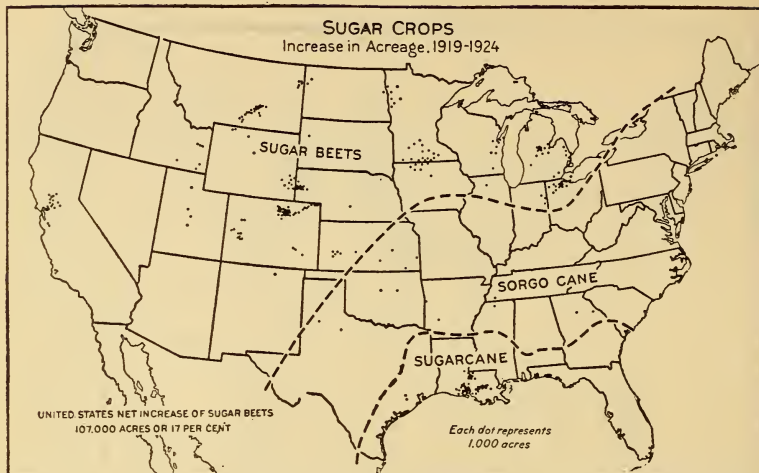 SUGAR CROPS
Increase in Acreage, 1919-1924
SUGAR BEETS
SORGO CANE
SUGARCANE
UNITED STATES NET INCREASE OF SUGAR BEETS
107,000 ACRES OR 17 PER CENT
Each dot represents
1,000 acres